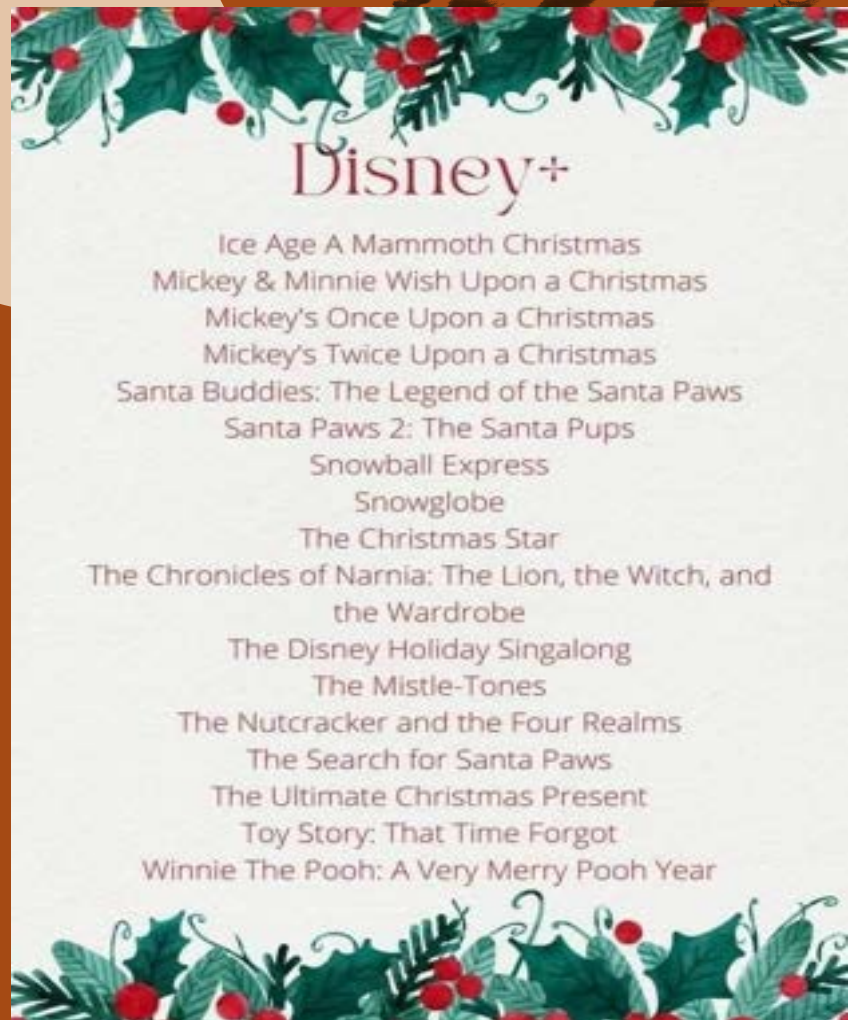 Disney+
Ice Age A Mammoth Christmas
Mickey & Minnie Wish Upon a Christmas
Mickey's Once Upon a Christmas
Mickey's Twice Upon a Christmas
Santa Buddies: The Legend of the Santa Paws
Santa Paws 2: The Santa Pups
Snowball Express
Snowglobe
The Christmas Star
The Chronicles of Narnia: The Lion, the Witch, and
the Wardrobe
The Disney Holiday Singalong
The Mistle-Tones
The Nutcracker and the Four Realms
The Search for Santa Paws
The Ultimate Christmas Present
Toy Story: That Time Forgot
Winnie The Pooh: A Very Merry Pooh Year